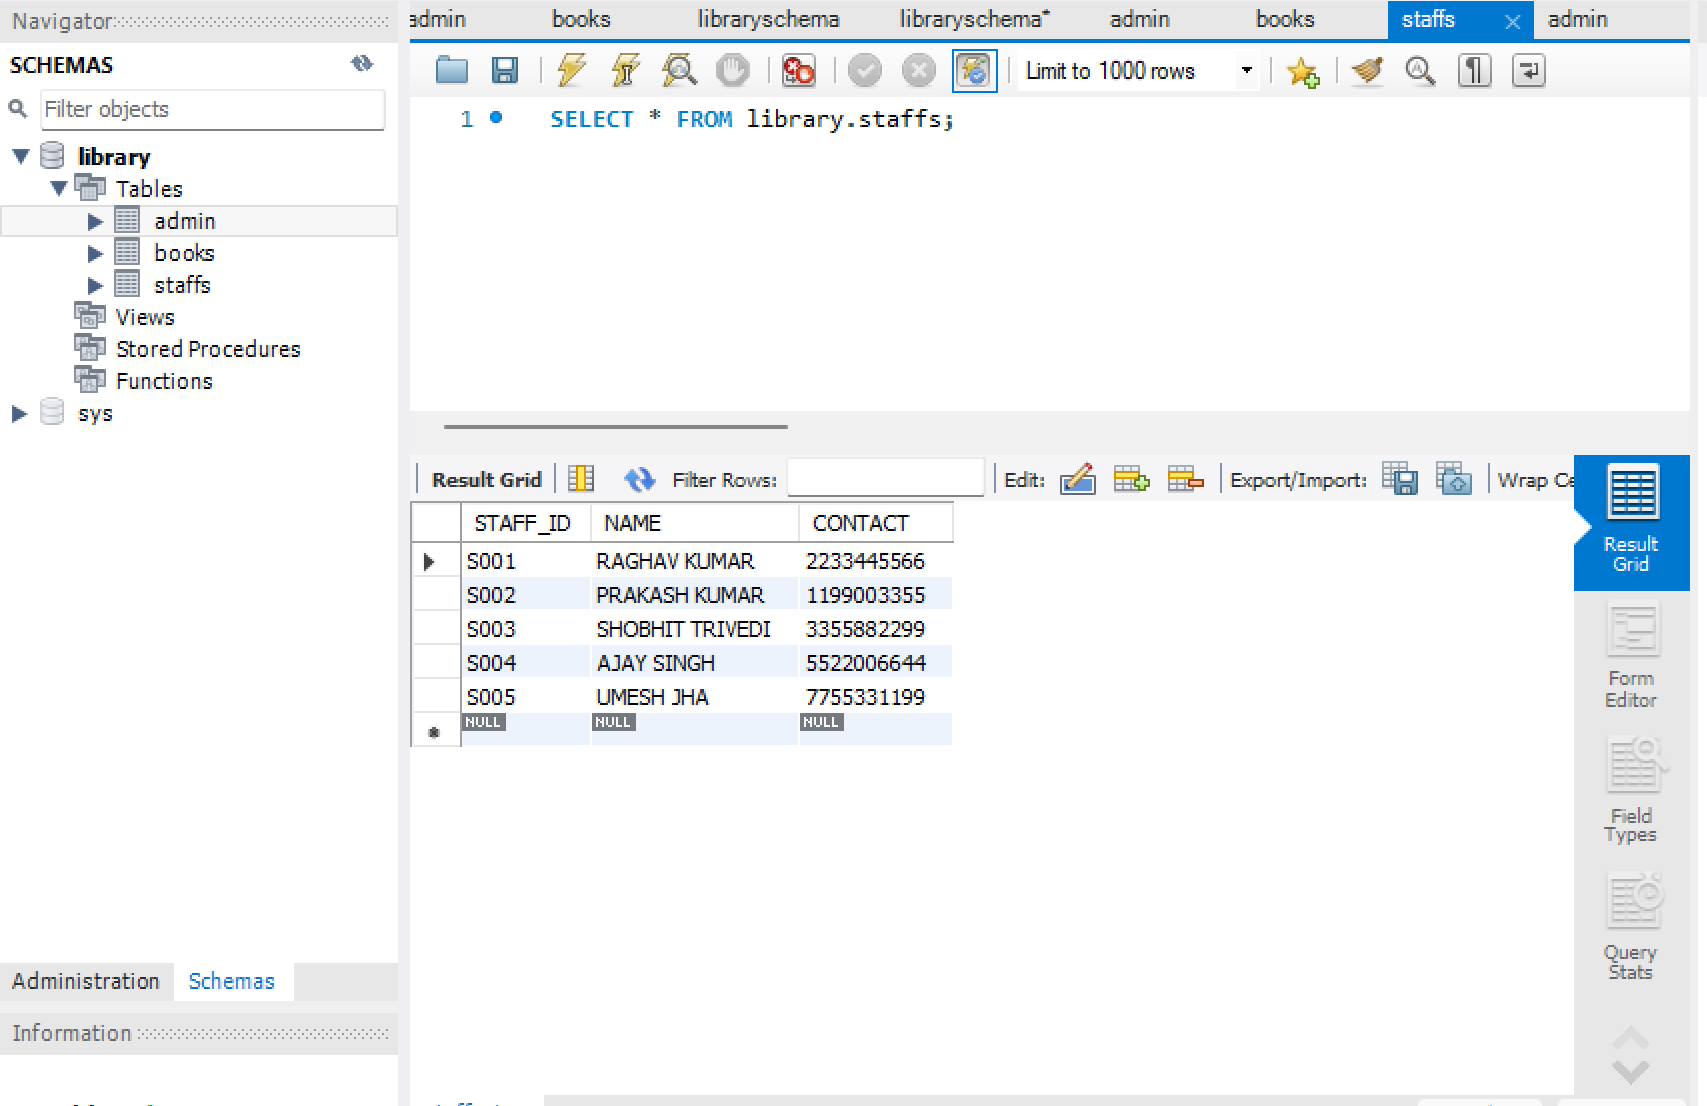 Navigator
SCHEMAS
Filter objects
library
Tables
admin
books
staffs
Views
Stored Procedures
Functions
sys
Administration Schemas
Information
admin books libraryschema libraryschema* admin books staffs admin
Limit to 1000 rows
1 SELECT * FROM library.staffs;
Result Grid Filter Rows: Edit: Export/Import: Wrap
STAFF_ID NAME CONTACT
S001 RAGHAV KUMAR 2233445566
S002 PRAKASH KUMAR 1199003355
S003 SHOBHIT TRIVEDI 3355882299
S004 AJAY SINGH 5522006644
S005 UMESH JHA 7755331199
NULL NULL NULL
Result
Grid
Form
Editor
Field
Types
Query
Stats